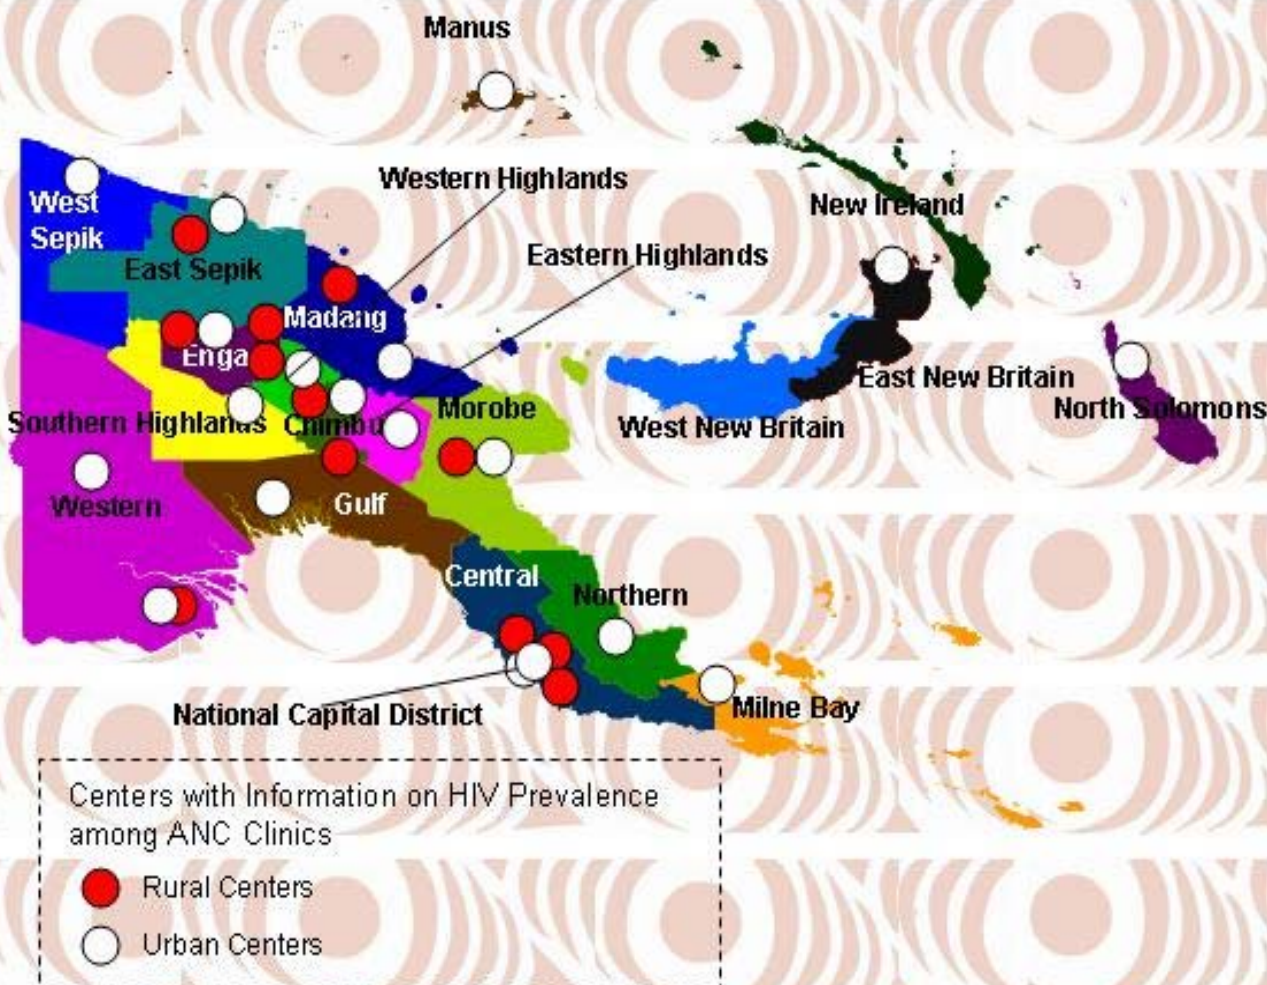 Manus
Western Highlands
West
Sepik
New Ireland
Eastern Highlands
East Sepik
Madang
Enga
East New Britain
Morobe
North Solomons
Southern Highlands
Chimbu
West New Britain
Western
Gulf
Central
Northern
National Capital District
Milne Bay
Centers with Information on HIV Prevalence
among ANC Clinics
Rural Centers
Urban Centers